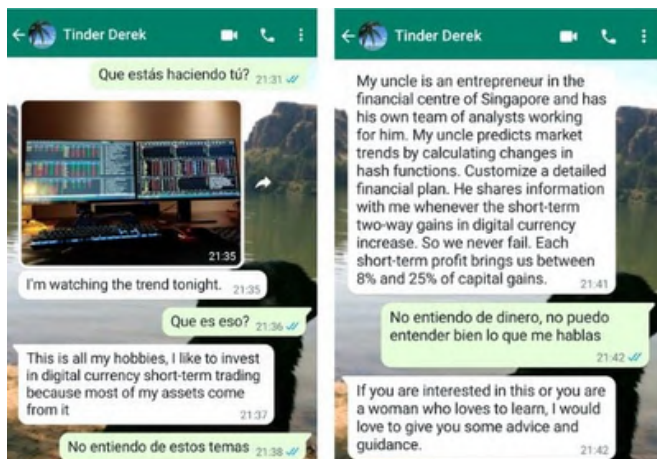 Tinder Derek
Que estás haciendo tú? 21:31
21:35
I'm watching the trend tonight. 21:35
Que es eso? 21:36
This is all my hobbies, I like to invest
in digital currency short-term trading
because most of my assets come
from it 21:37
No entiendo de estos temas 21:38
Tinder Derek
My uncle is an entrepreneur in the
financial centre of Singapore and has
his own team of analysts working
for him. My uncle predicts market
trends by calculating changes in
hash functions. Customize a detailed
financial plan. He shares information
with me whenever the short-term
two-way gains in digital currency
increase. So we never fail. Each
short-term profit brings us between
8% and 25% of capital gains. 21:41
No entiendo de dinero, no puedo
entender bien lo que me hablas
21:42
If you are interested in this or you are
a woman who loves to learn, I would
love to give you some advice and
guidance. 21:42